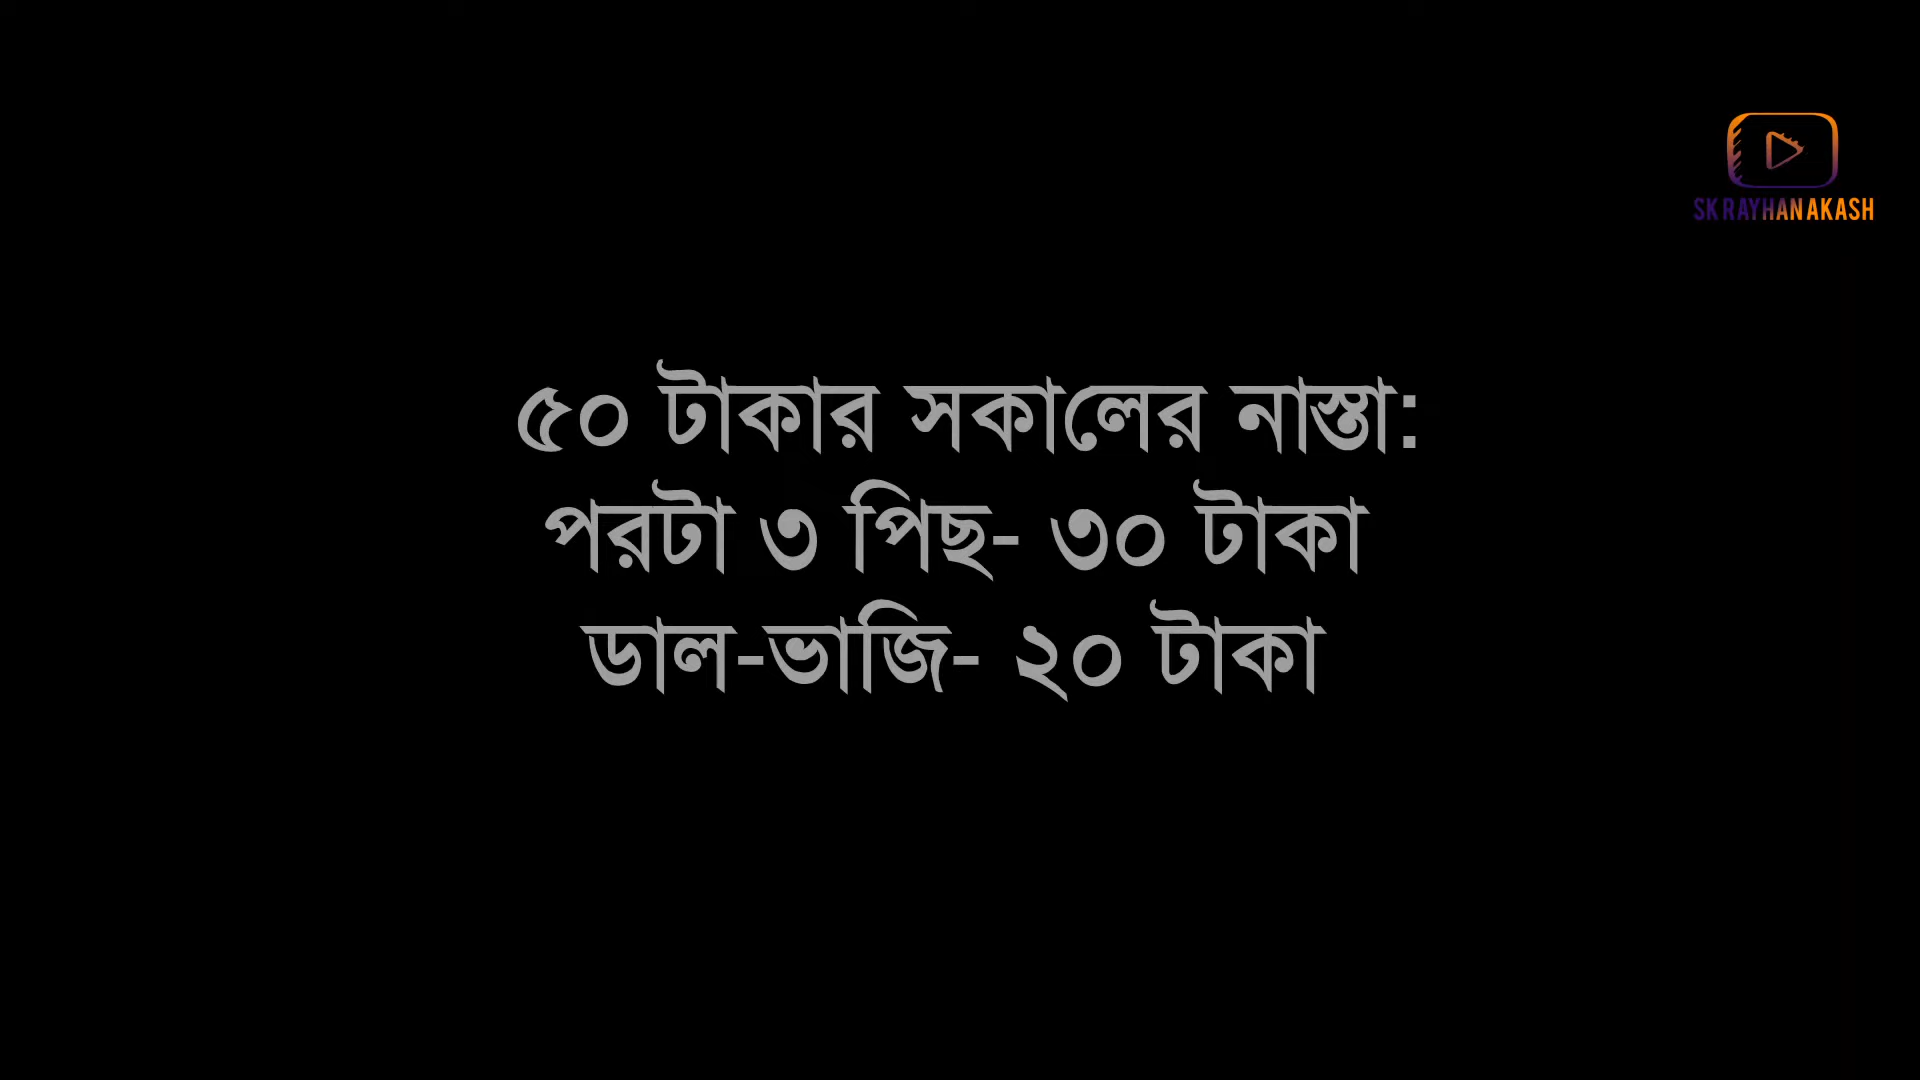 SK RAYHAN AKASH
৫০ টাকার সকালের নাস্তা:
পরটা ৩ পিছ- ৩০ টাকা
ডাল-ভাজি- ২০ টাকা